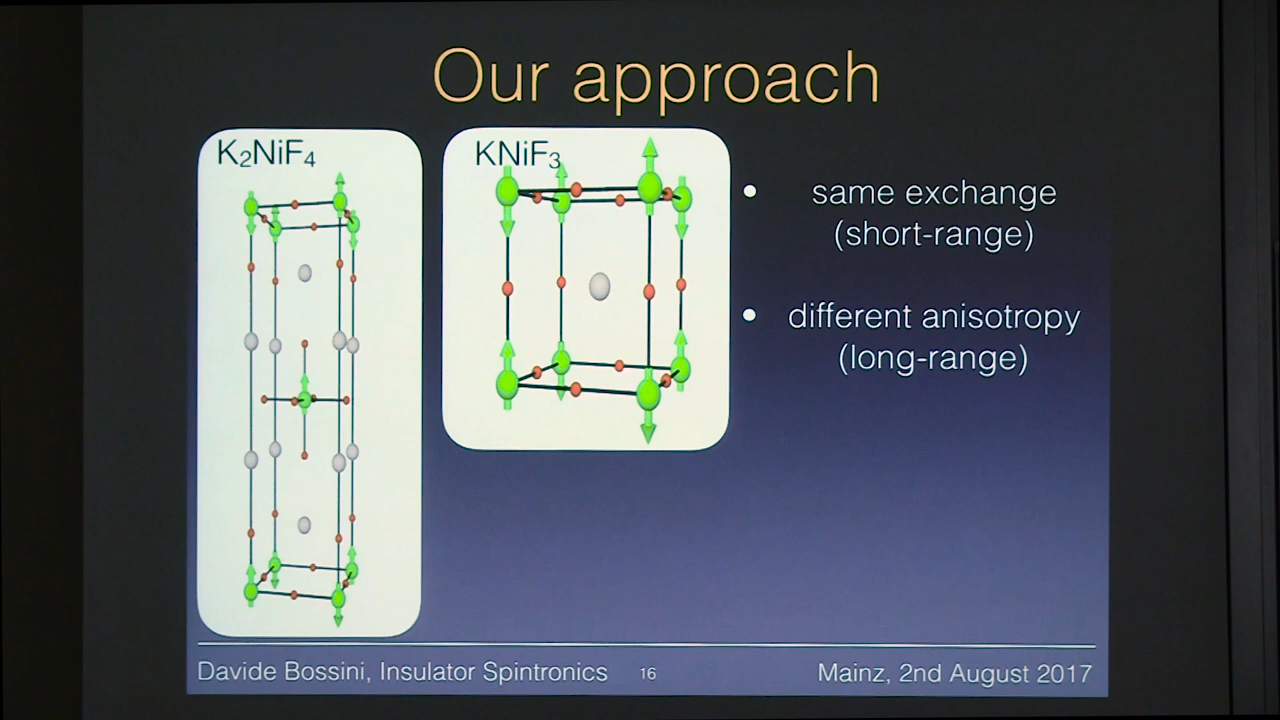 Our approach
K₂NiF₄
KNiF₃
• same exchange
(short-range)
• different anisotropy
(long-range)
Davide Bossini, Insulator Spintronics 16 Mainz, 2nd August 2017